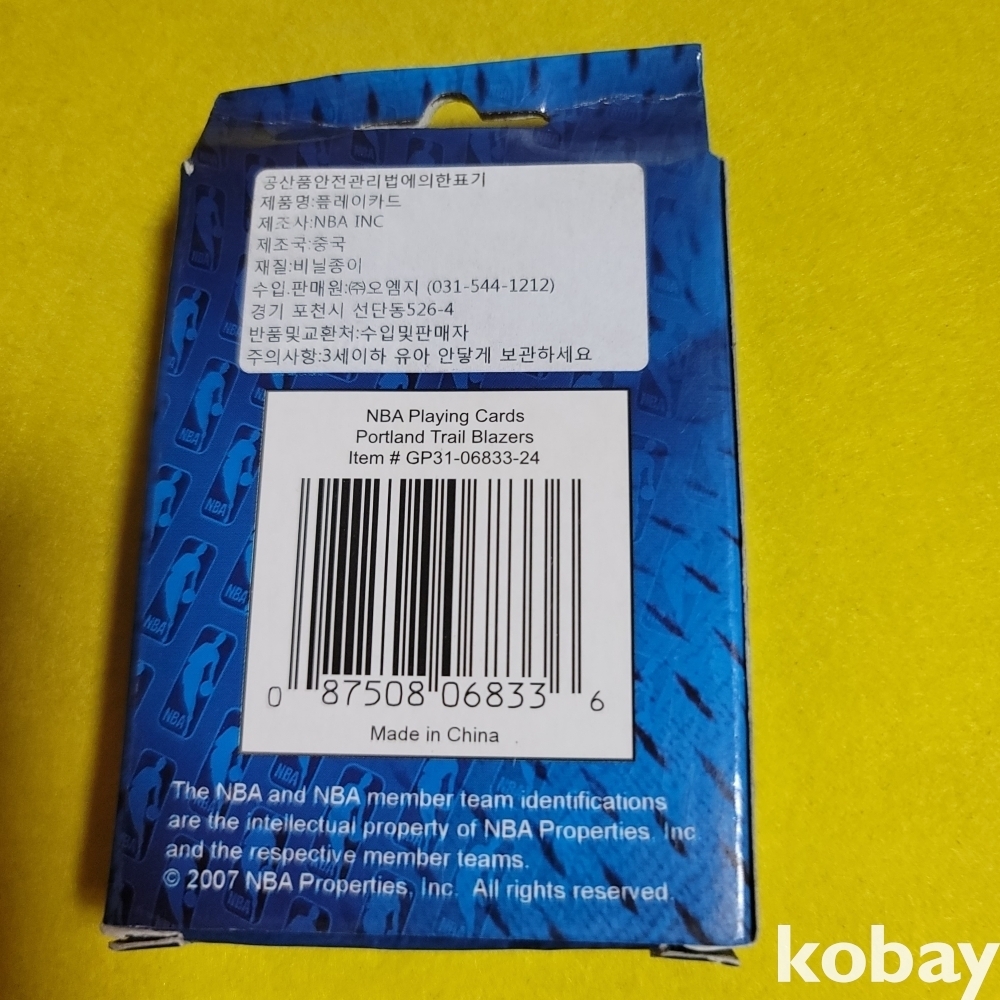 공산품안전관리법에의한표기
제품명:플레이카드
제조사:NBA INC
제조국:중국
재질:비닐종이
수입.판매원:㈜오엠지 (031-544-1212)
경기 포천시 선단동526-4
반품및교환처:수입및판매자
주의사항:3세이하 유아 안닿게 보관하세요
NBA Playing Cards
Portland Trail Blazers
Item # GP31-06833-24
0 87508 06833 6
Made in China
The NBA and NBA member team identifications
are the intellectual property of NBA Properties, Inc
and the respective member teams.
© 2007 NBA Properties, Inc. All rights reserved.
NBA
NBA
NBA
NBA
NBA
NBA
NBA
kobay